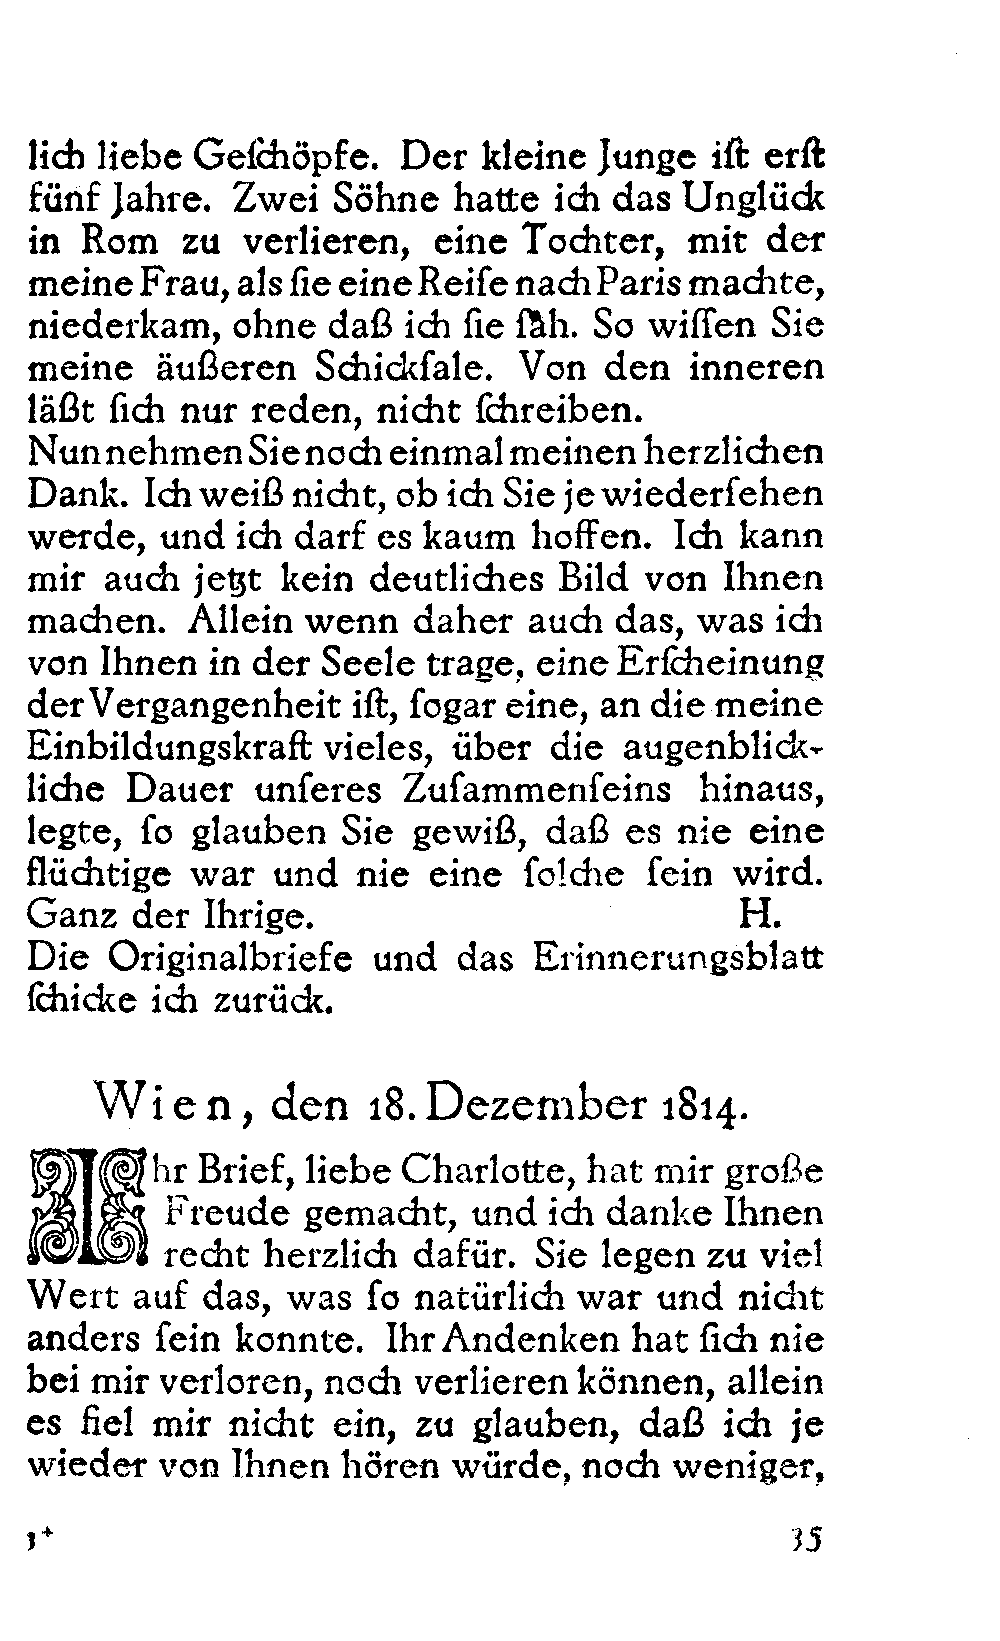 lich liebe Geſchöpfe. Der kleine Junge iſt erſt
fünf Jahre. Zwei Söhne hatte ich das Unglück
in Rom zu verlieren, eine Tochter, mit der
meine Frau, als ſie eine Reiſe nach Paris machte,
niederkam, ohne daß ich ſie ſah. So wiſſen Sie
meine äußeren Schickſale. Von den inneren
läßt ſich nur reden, nicht ſchreiben.
Nun nehmen Sie noch einmal meinen herzlichen
Dank. Ich weiß nicht, ob ich Sie je wiederſehen
werde, und ich darf es kaum hoffen. Ich kann
mir auch jetzt kein deutliches Bild von Ihnen
machen. Allein wenn daher auch das, was ich
von Ihnen in der Seele trage, eine Erſcheinung
der Vergangenheit iſt, ſogar eine, an die meine
Einbildungskraft vieles, über die augenblick-
liche Dauer unſeres Zuſammenſeins hinaus,
legte, ſo glauben Sie gewiß, daß es nie eine
flüchtige war und nie eine ſolche ſein wird.
Ganz der Ihrige. H.
Die Originalbriefe und das Erinnerungsblatt
ſchicke ich zurück.
Wien, den 18. Dezember 1814.
Ihr Brief, liebe Charlotte, hat mir große
Freude gemacht, und ich danke Ihnen
recht herzlich dafür. Sie legen zu viel
Wert auf das, was ſo natürlich war und nicht
anders ſein konnte. Ihr Andenken hat ſich nie
bei mir verloren, noch verlieren können, allein
es fiel mir nicht ein, zu glauben, daß ich je
wieder von Ihnen hören würde, noch weniger,
3* 35